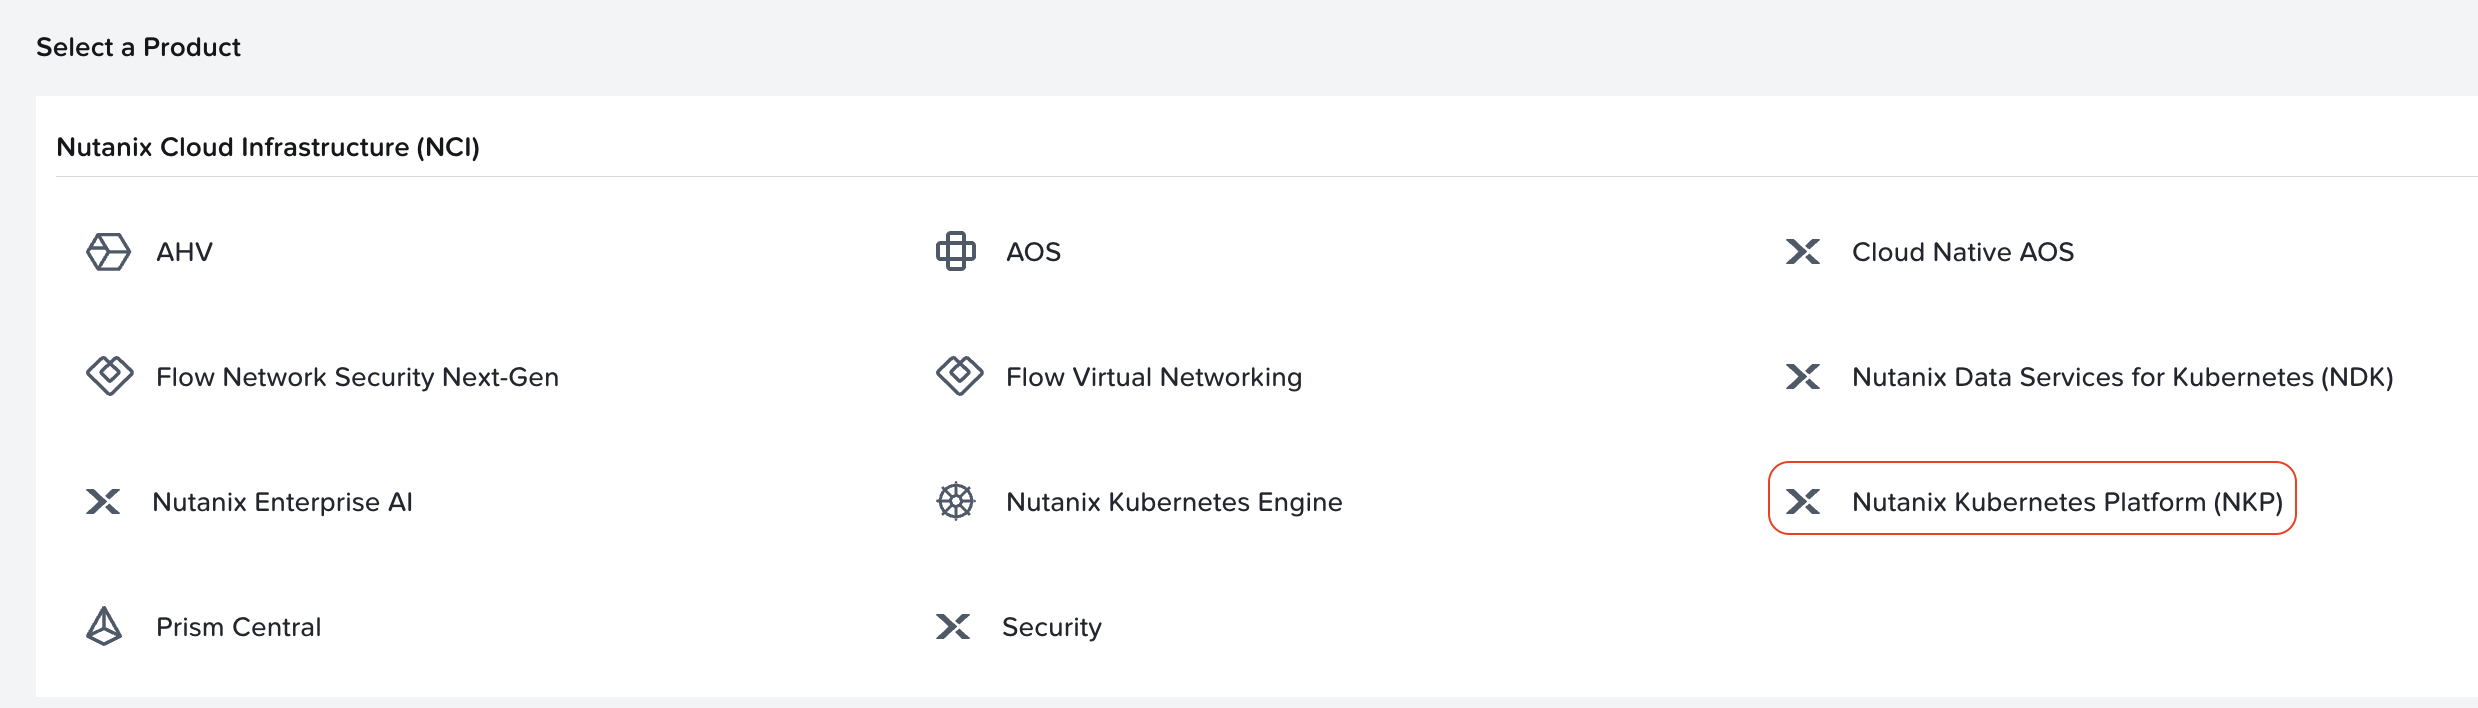 Select a Product
Nutanix Cloud Infrastructure (NCI)
AHV
AOS
Cloud Native AOS
Flow Network Security Next-Gen
Flow Virtual Networking
Nutanix Data Services for Kubernetes (NDK)
Nutanix Enterprise AI
Nutanix Kubernetes Engine
Nutanix Kubernetes Platform (NKP)
Prism Central
Security